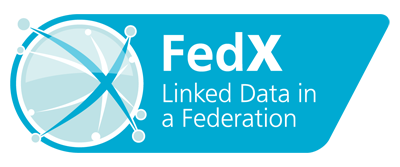 FedX
Linked Data in
a Federation